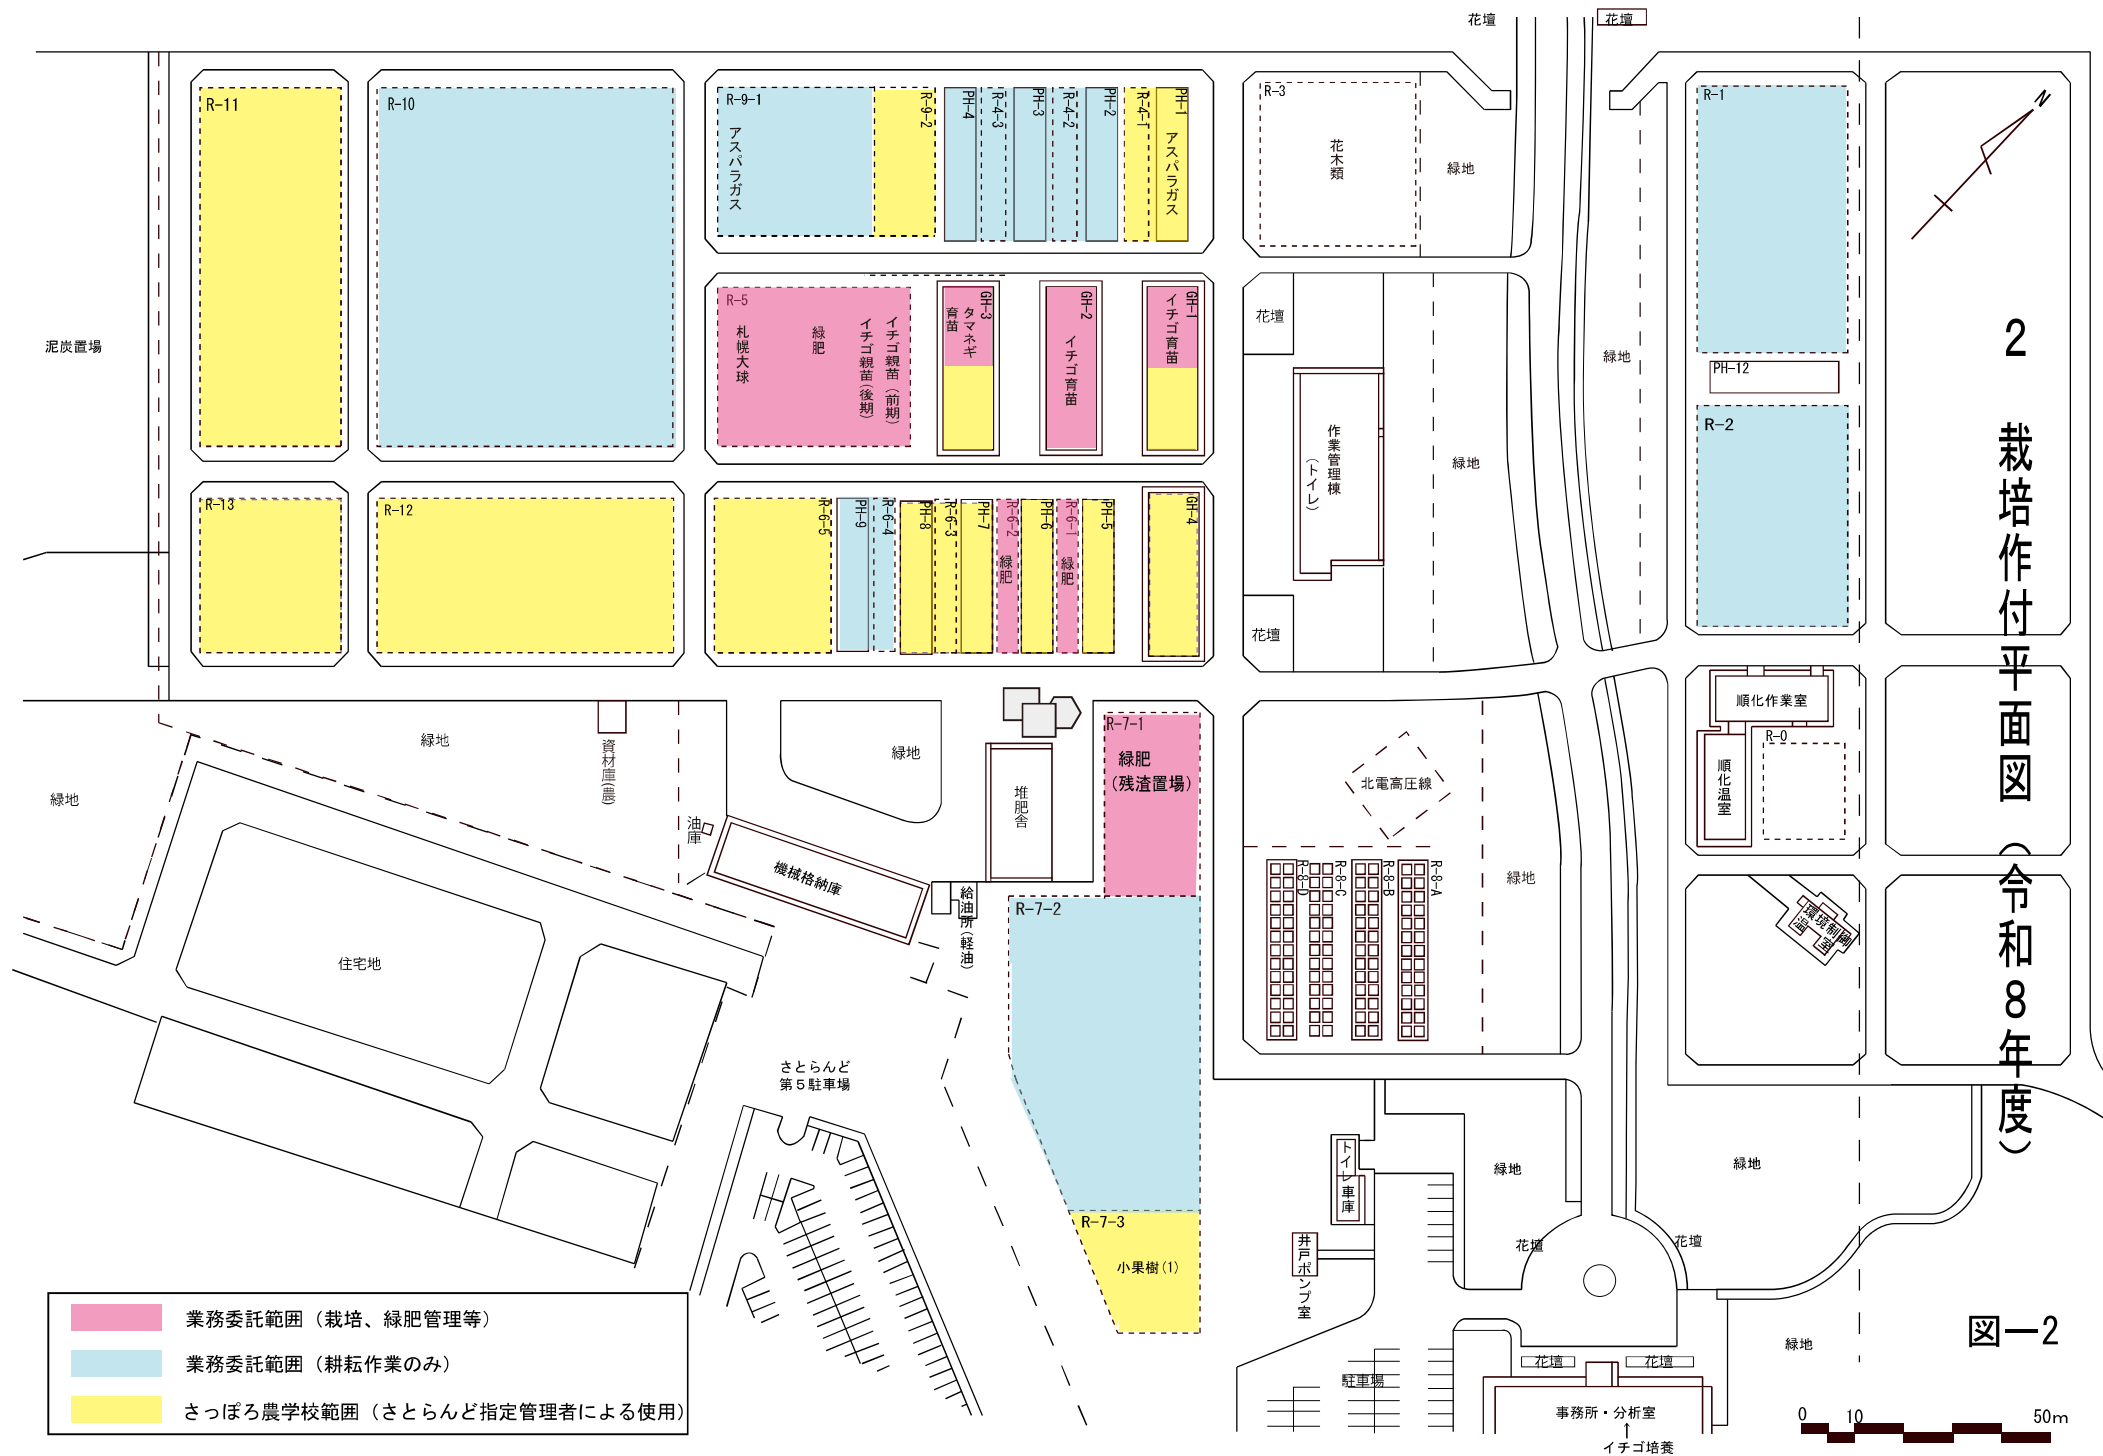 花壇
花壇
R-11
R-10
R-9-1
アスパラガス
R-9-2
PH-4
R-4-3
PH-3
R-4-2
PH-2
R-4-1
PH-1
アスパラガス
R-3
花木類
緑地
R-1
N
泥炭置場
R-5
札幌大球
緑肥
イチゴ親苗(後期)
イチゴ親苗(前期)
GH-3
タマネギ
育苗
GH-2
イチゴ育苗
GH-1
イチゴ育苗
花壇
作業管理棟
(トイレ)
緑地
緑地
PH-12
R-2
2 栽培作付平面図(令和8年度)
R-13
R-12
R-6-5
PH-9
R-6-4
PH-8
R-6-3
PH-7
R-6-2
緑肥
PH-6
R-6-1
緑肥
PH-5
GH-4
花壇
緑地
緑地
資材庫(農)
油庫
機械格納庫
緑地
堆肥舎
給油所(軽油)
R-7-1
緑肥
(残渣置場)
R-7-2
北電高圧線
R-8-D
R-8-C
R-8-B
R-8-A
緑地
順化作業室
順化温室
R-0
環境制御
温室
住宅地
さとらんど
第5駐車場
R-7-3
小果樹(1)
トイレ
車庫
井戸ポンプ室
緑地
花壇
花壇
緑地
緑地
駐車場
花壇
花壇
事務所・分析室
↑
イチゴ培養
図―2
0 10 50m
業務委託範囲(栽培、緑肥管理等)
業務委託範囲(耕耘作業のみ)
さっぽろ農学校範囲(さとらんど指定管理者による使用)